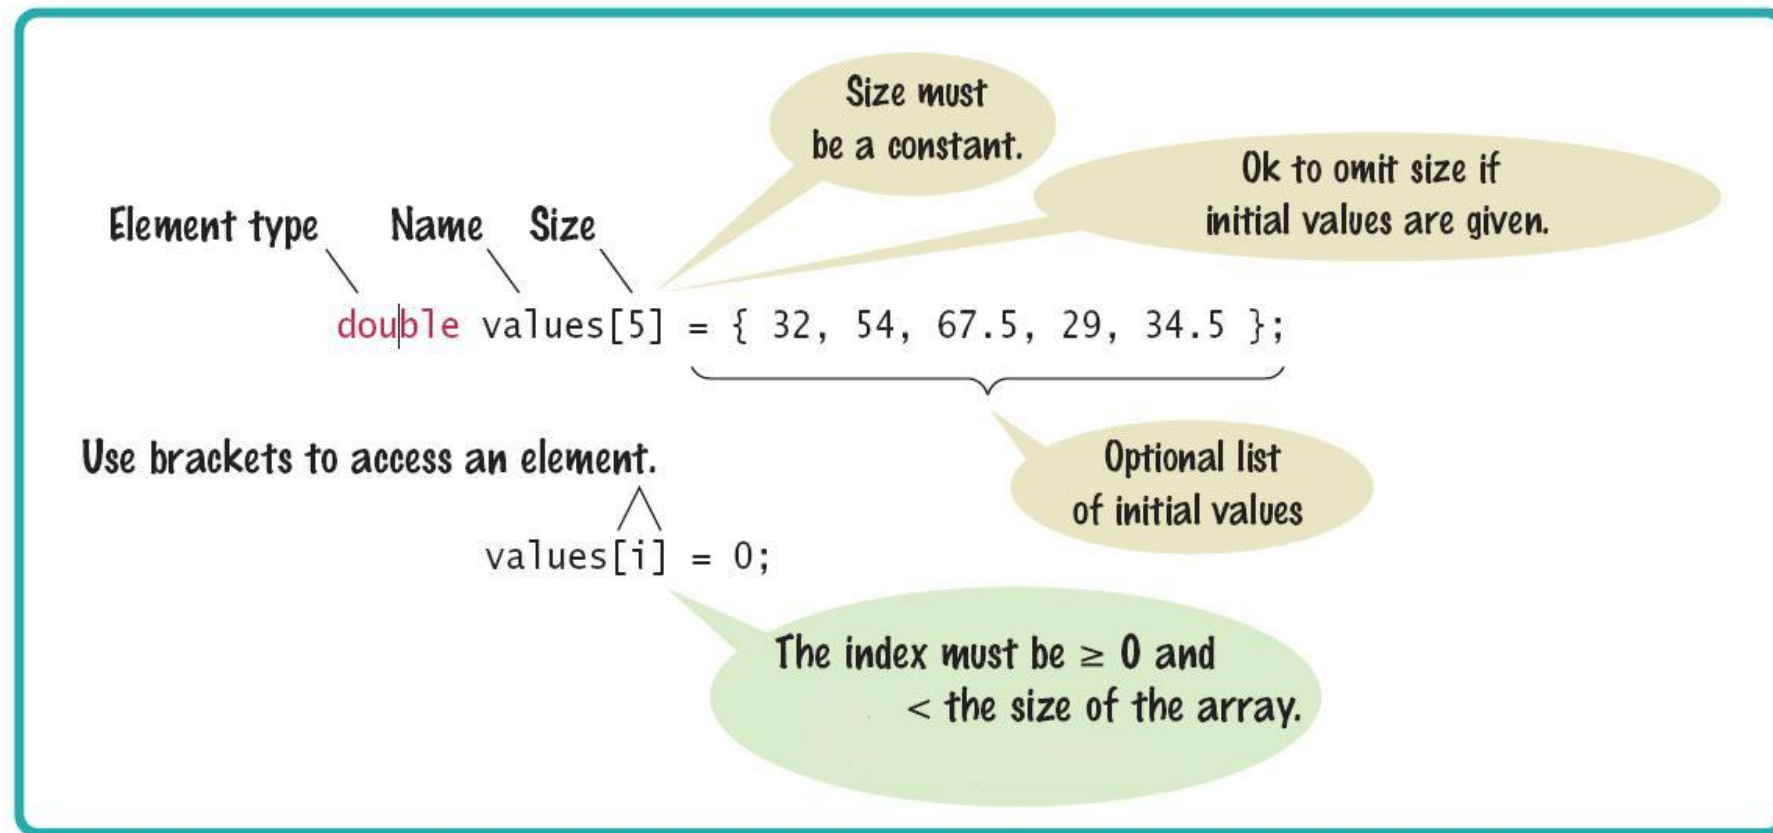 Size must
be a constant.
Ok to omit size if
initial values are given.
Element type Name Size
double values[5] = { 32, 54, 67.5, 29, 34.5 };
Use brackets to access an element.
Optional list
of initial values
values[i] = 0;
The index must be ≥ 0 and
< the size of the array.